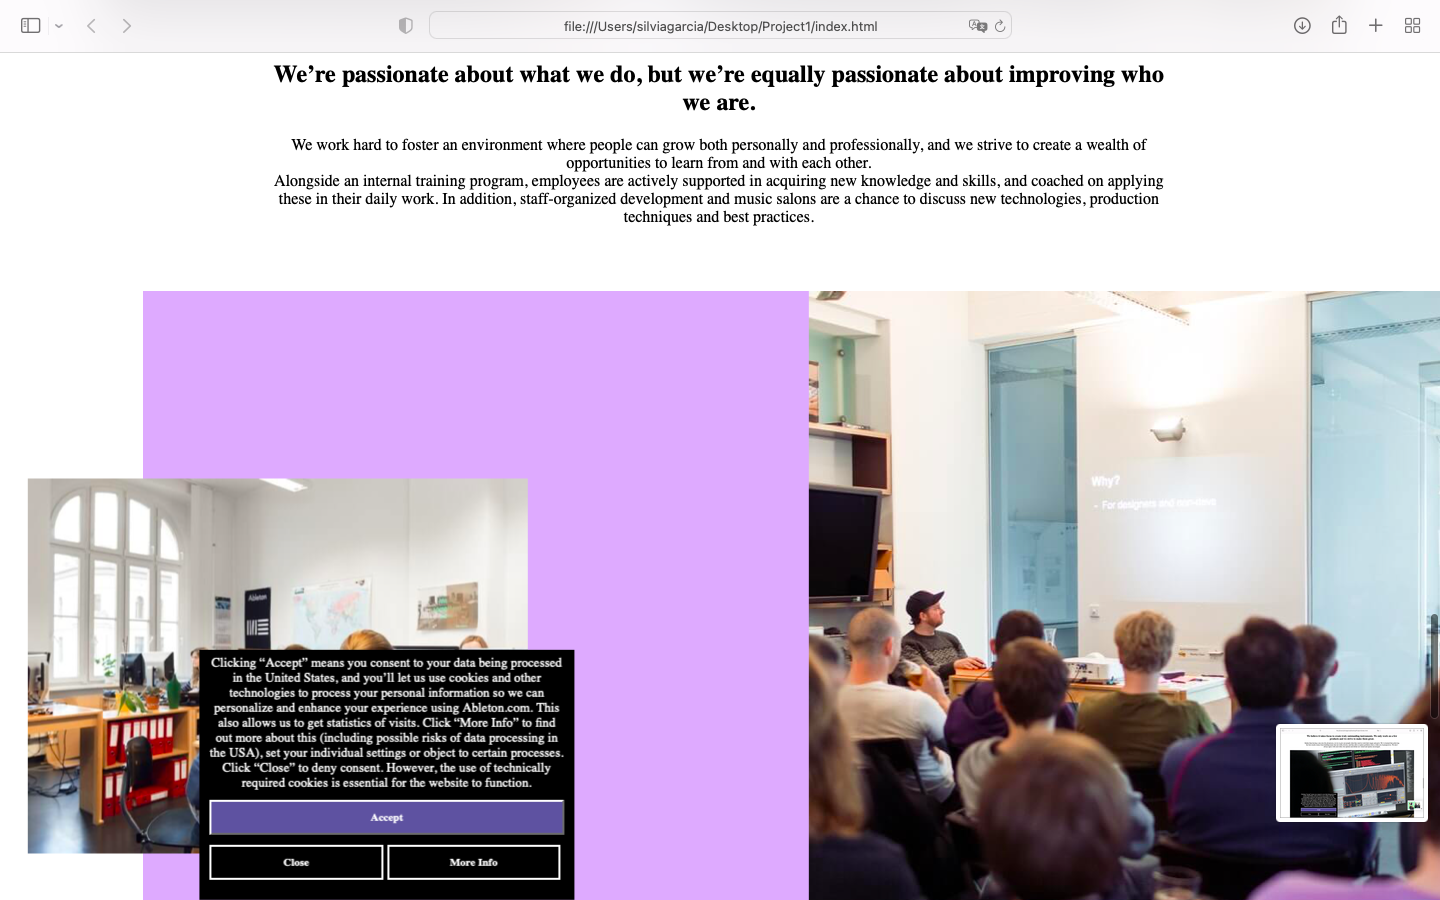 file:///Users/silviagarcia/Desktop/Project1/index.html
We’re passionate about what we do, but we’re equally passionate about improving who
we are.
We work hard to foster an environment where people can grow both personally and professionally, and we strive to create a wealth of
opportunities to learn from and with each other.
Alongside an internal training program, employees are actively supported in acquiring new knowledge and skills, and coached on applying
these in their daily work. In addition, staff-organized development and music salons are a chance to discuss new technologies, production
techniques and best practices.
Why?
- For designers and
Ableton
Clicking “Accept” means you consent to your data being processed
in the United States, and you’ll let us use cookies and other
technologies to process your personal information so we can
personalize and enhance your experience using Ableton.com. This
also allows us to get statistics of visits. Click “More Info” to find
out more about this (including possible risks of data processing in
the USA), set your individual settings or object to certain processes.
Click “Close” to deny consent. However, the use of technically
required cookies is essential for the website to function.
Accept
Close
More Info